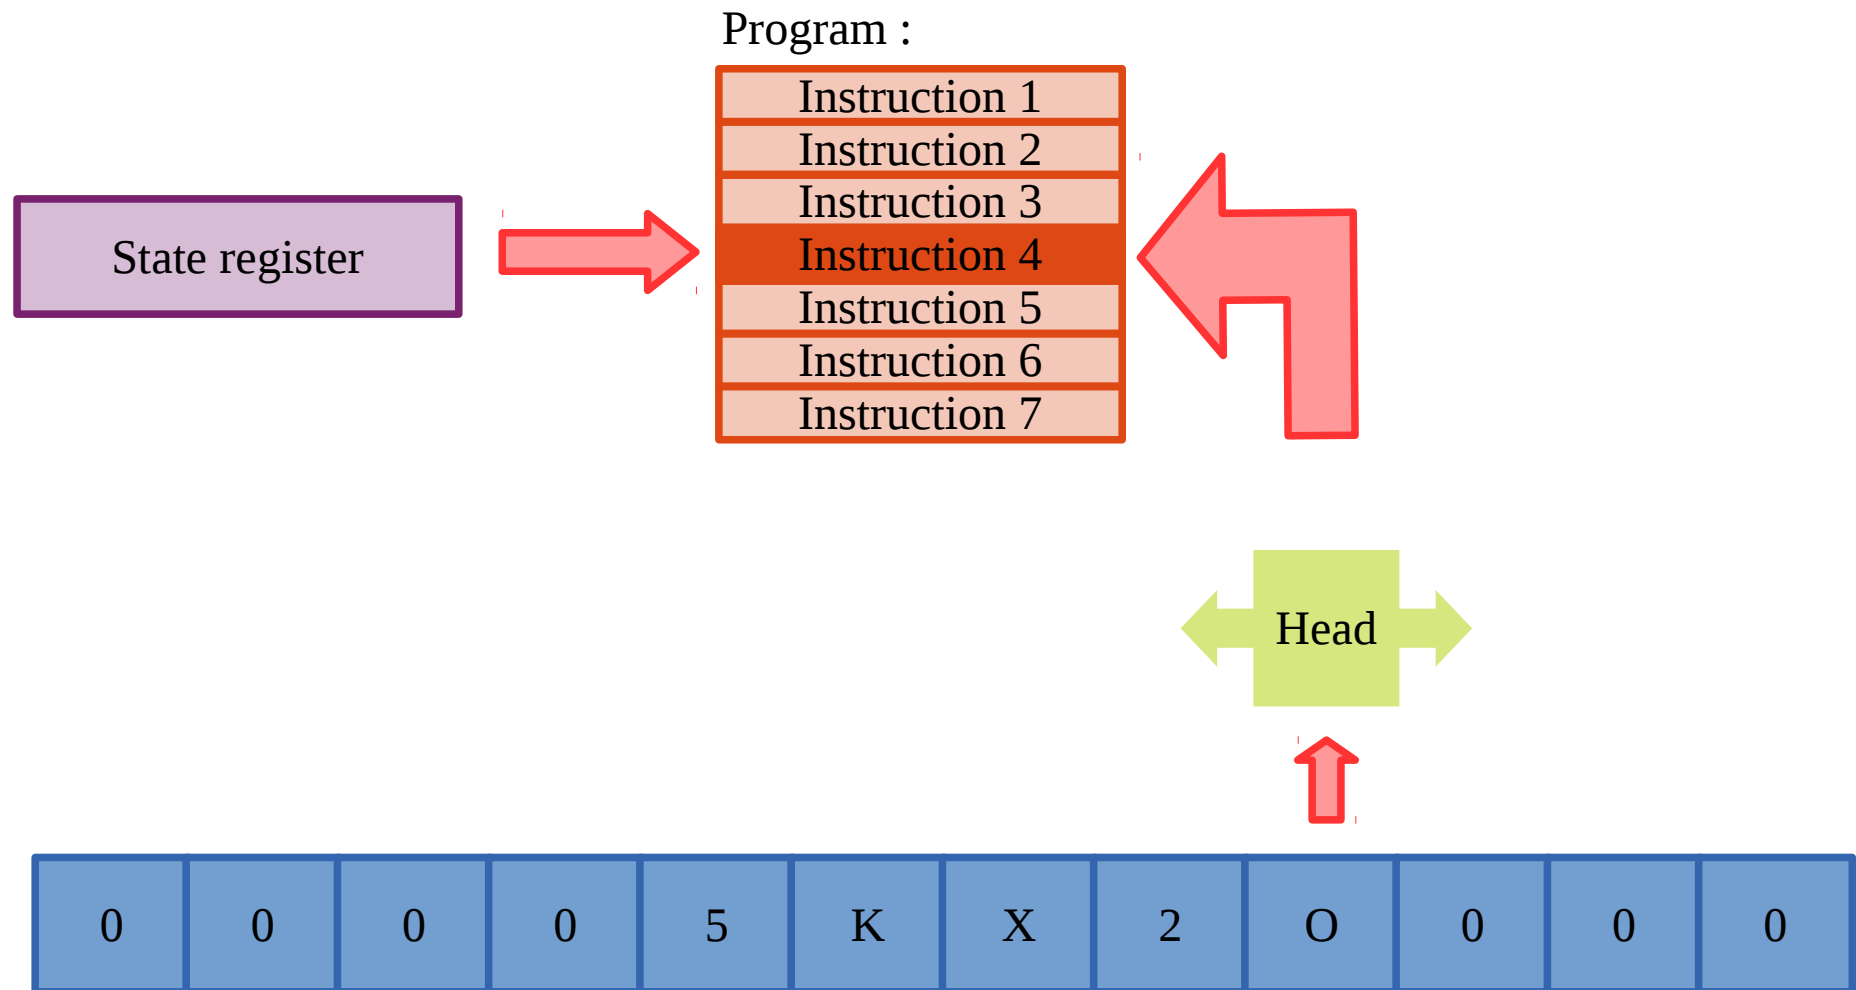 Program :
Instruction 1
Instruction 2
Instruction 3
Instruction 4
Instruction 5
Instruction 6
Instruction 7
State register
Head
0 0 0 0 5 K X 2 O 0 0 0